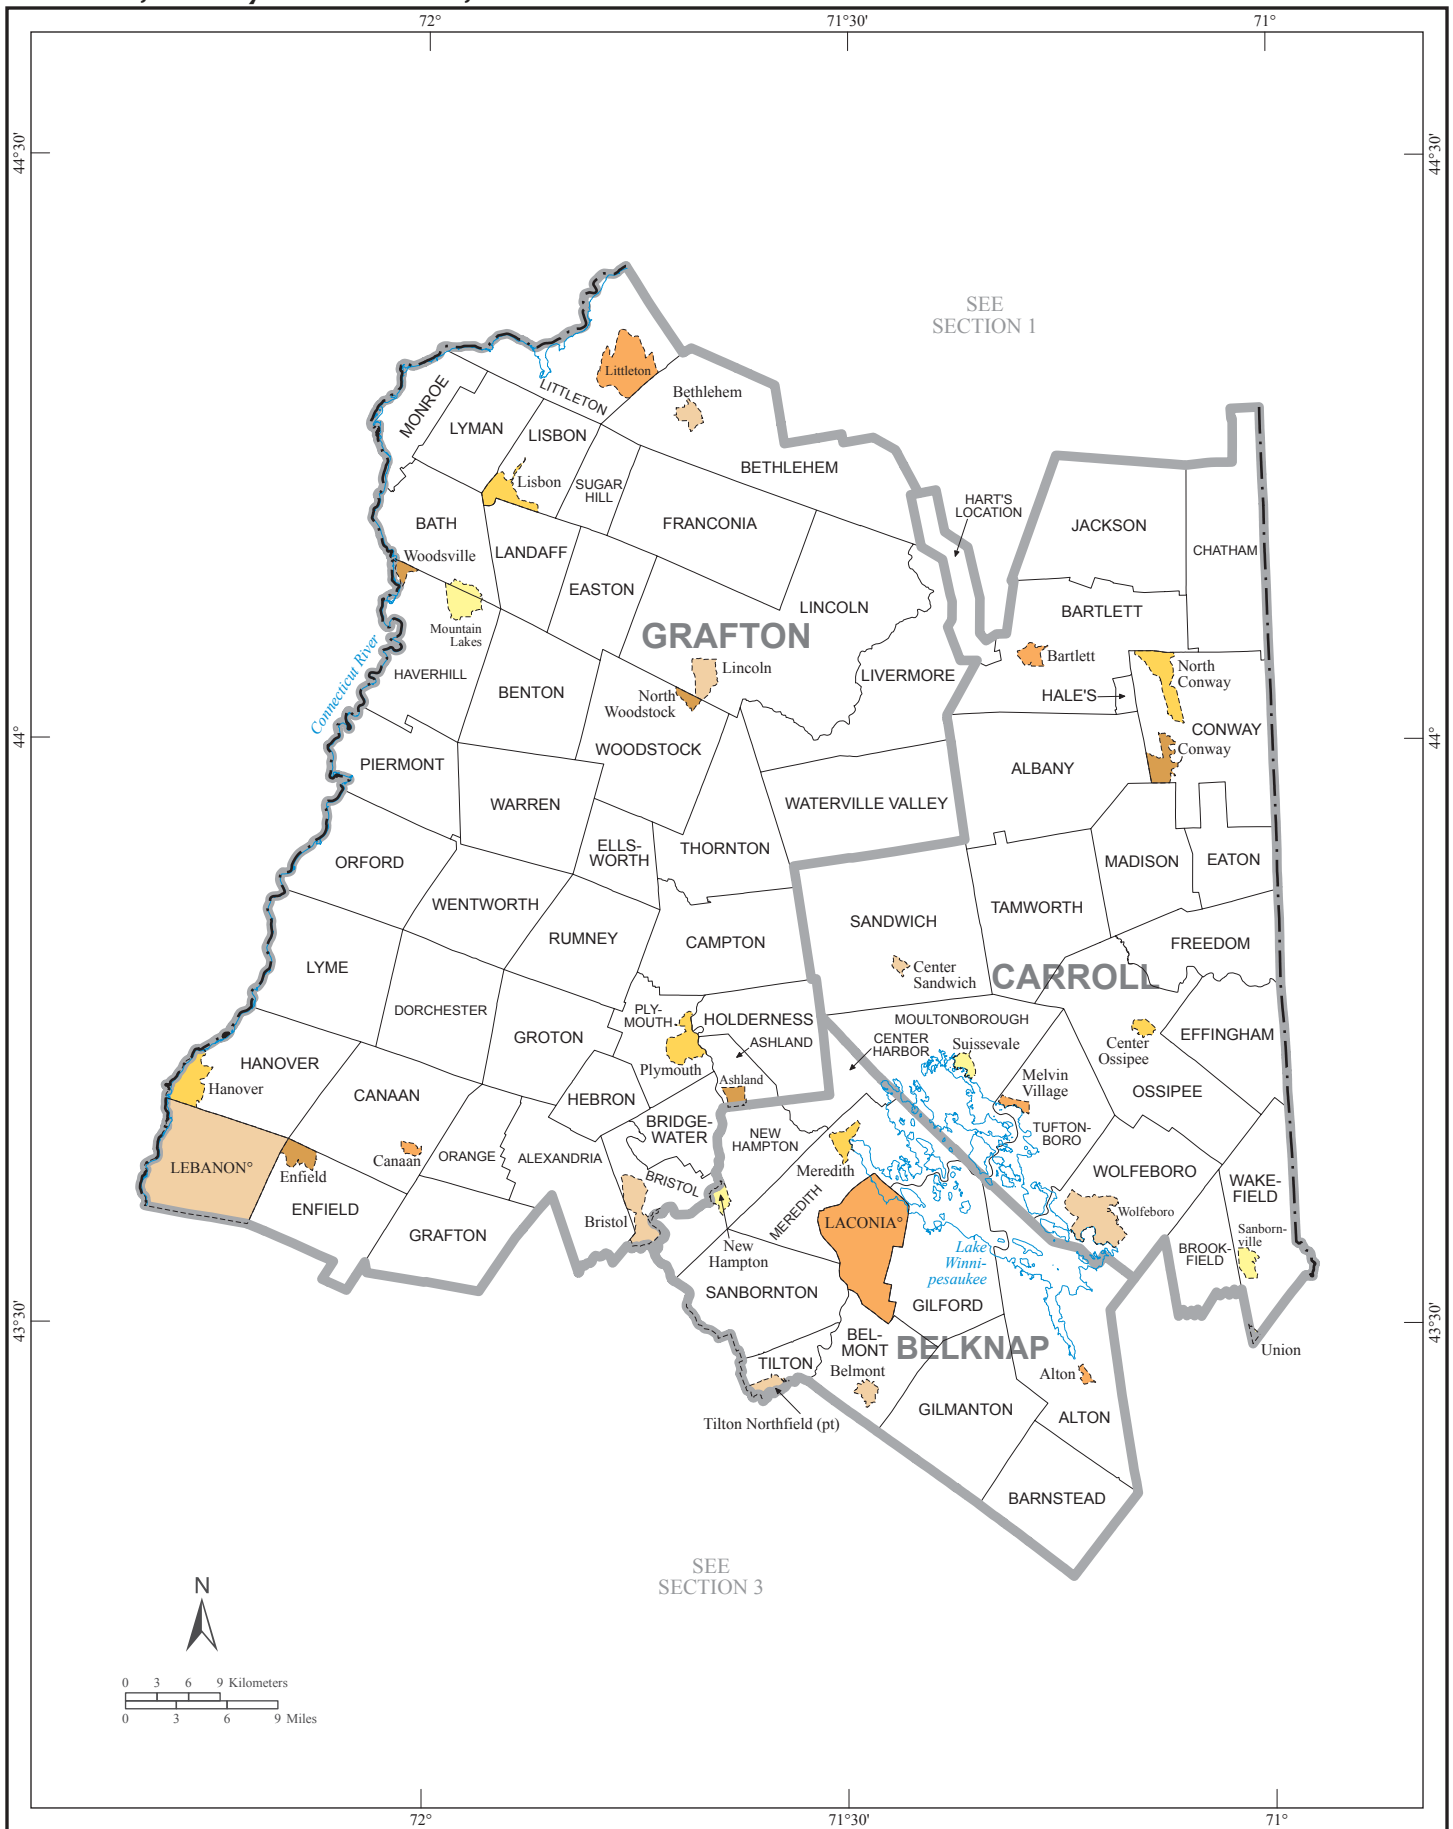 72°
71°30'
71°
44°30'
44°30'
SEE
SECTION 1
Littleton
LITTLETON
Bethlehem
MONROE
LYMAN
LISBON
BETHLEHEM
Lisbon
SUGAR
HILL
HART'S
LOCATION
BATH
FRANCONIA
JACKSON
CHATHAM
Woodsville
LANDAFF
EASTON
LINCOLN
BARTLETT
Mountain
Lakes
GRAFTON
Connecticut River
HAVERHILL
BENTON
Lincoln
LIVERMORE
Bartlett
North
Conway
HALE'S
North
Woodstock
44°
44°
WOODSTOCK
CONWAY
Conway
PIERMONT
ALBANY
WARREN
WATERVILLE VALLEY
ELLS-
WORTH
THORNTON
MADISON
EATON
ORFORD
WENTWORTH
SANDWICH
TAMWORTH
RUMNEY
CAMPTON
FREEDOM
LYME
Center
Sandwich
CARROLL
DORCHESTER
PLY-
MOUTH
HOLDERNESS
MOULTONBOROUGH
GROTON
ASHLAND
CENTER
HARBOR
Suissevale
Center
Ossipee
EFFINGHAM
HANOVER
Hanover
Plymouth
Ashland
Melvin
Village
OSSIPEE
CANAAN
HEBRON
BRIDGE-
WATER
NEW
HAMPTON
TUFTON-
BORO
LEBANON°
Enfield
Canaan
ORANGE
ALEXANDRIA
Meredith
WOLFEBORO
WAKE-
FIELD
BRISTOL
MEREDITH
ENFIELD
GRAFTON
Bristol
LACONIA°
Wolfeboro
New
Hampton
Lake
Winni-
pesaukee
BROOK-
FIELD
Sanborn-
ville
SANBORNTON
GILFORD
43°30'
43°30'
BEL-
MONT
BELKNAP
Union
TILTON
Belmont
Alton
Tilton Northfield (pt)
GILMANTON
ALTON
BARNSTEAD
SEE
SECTION 3
N
0 3 6 9 Kilometers
0 3 6 9 Miles
72°
71°30'
71°